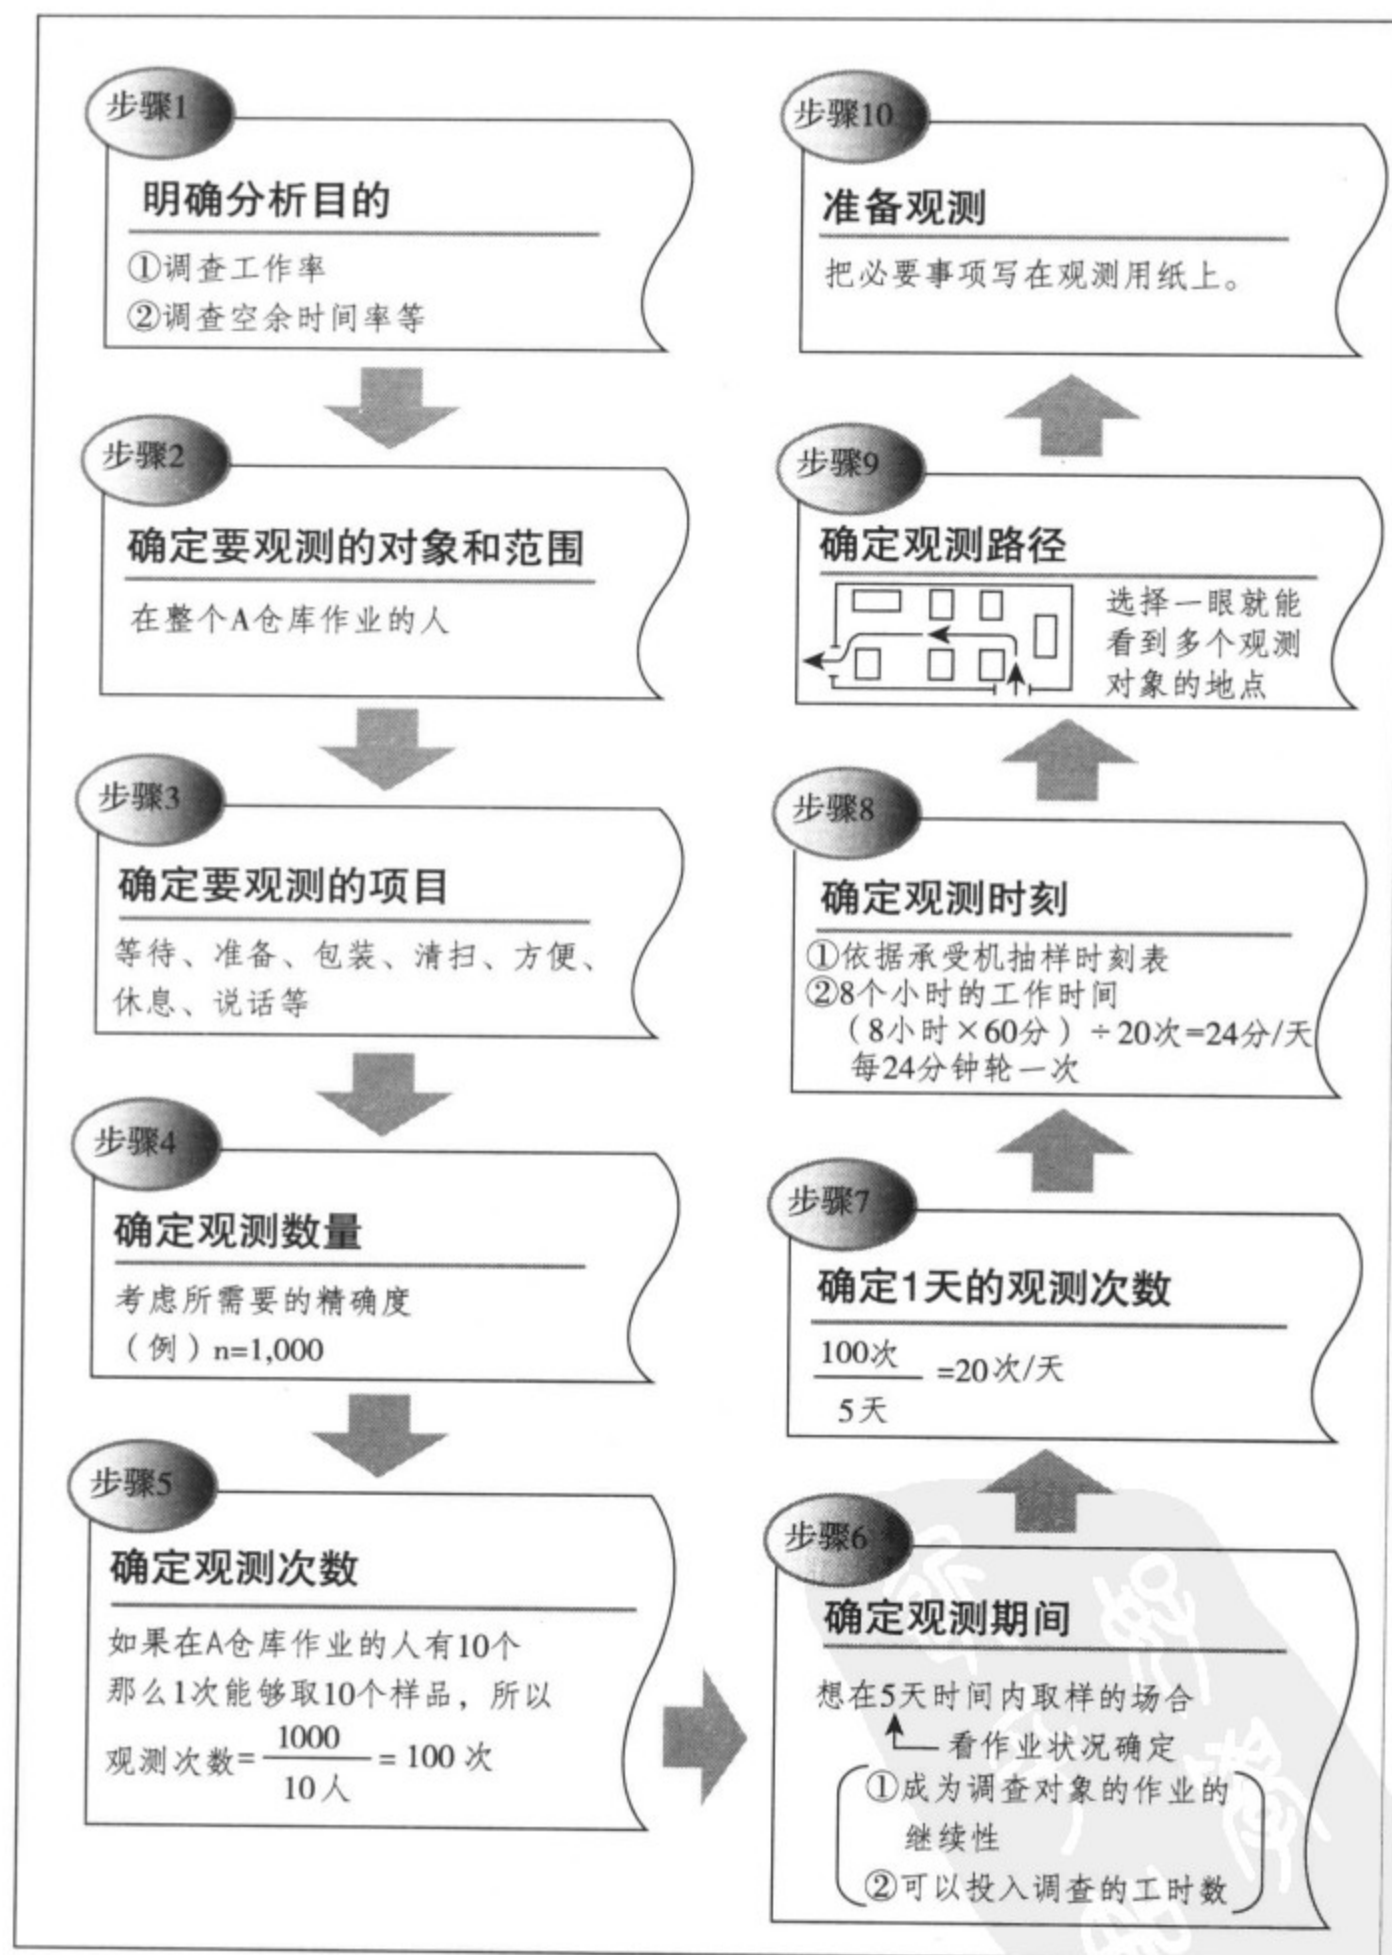 步骤1
明确分析目的
①调查工作率
②调查空余时间率等
步骤2
确定要观测的对象和范围
在整个A仓库作业的人
步骤3
确定要观测的项目
等待、准备、包装、清扫、方便、
休息、说话等
步骤4
确定观测数量
考虑所需要的精确度
（例）n=1,000
步骤5
确定观测次数
如果在A仓库作业的人有10个
那么1次能够取10个样品，所以
观测次数=1000/10人=100次
步骤6
确定观测期间
想在5天时间内取样的场合
看作业状况确定
①成为调查对象的作业的
继续性
②可以投入调查的工时数
步骤7
确定1天的观测次数
100次/5天=20次/天
步骤8
确定观测时刻
①依据承受机抽样时刻表
②8个小时的工作时间
（8小时×60分）÷20次=24分/天
每24分钟轮一次
步骤9
确定观测路径
选择一眼就能
看到多个观测
对象的地点
步骤10
准备观测
把必要事项写在观测用纸上。